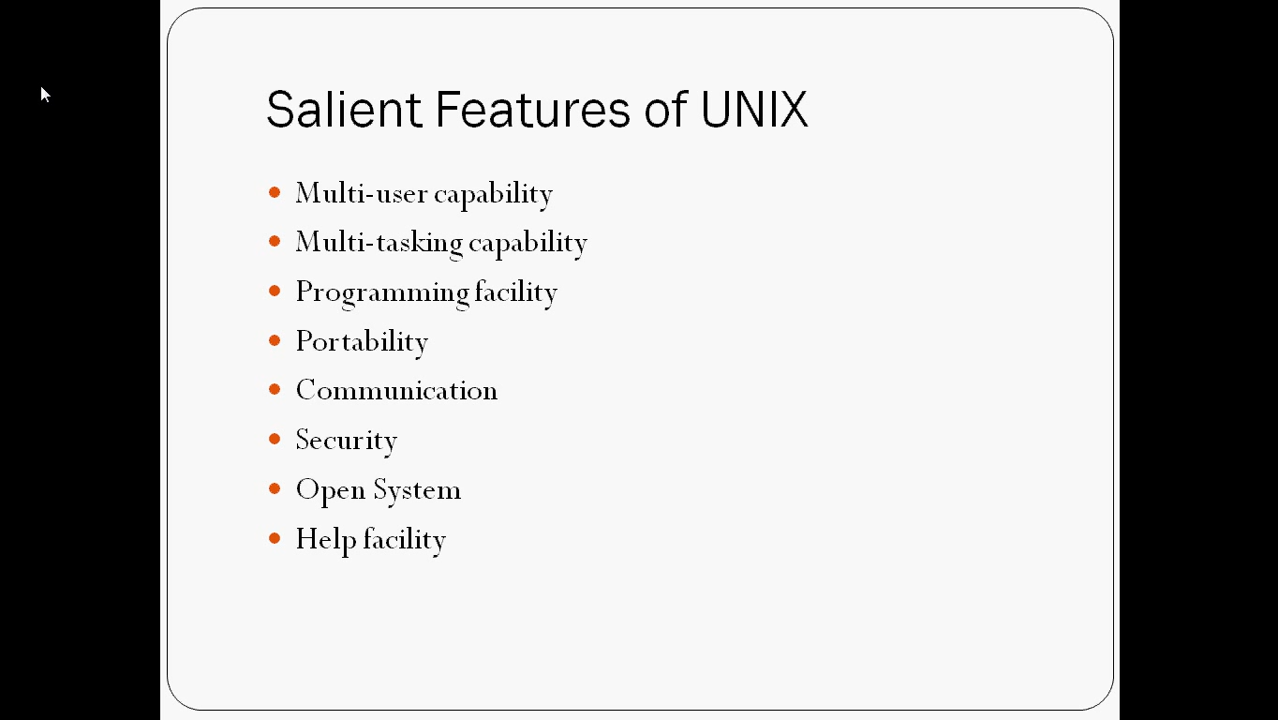 Salient Features of UNIX
Multi-user capability
Multi-tasking capability
Programming facility
Portability
Communication
Security
Open System
Help facility